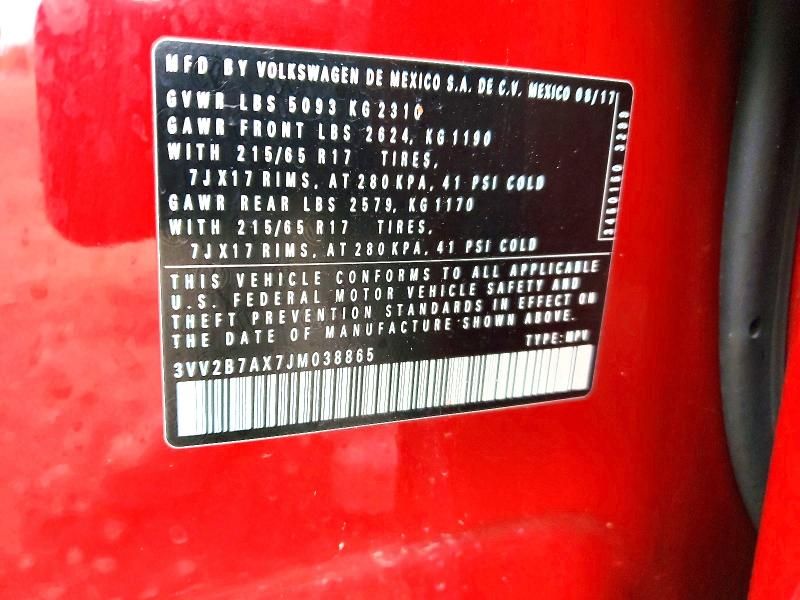 MFD BY VOLKSWAGEN DE MEXICO S.A. DE C.V. MEXICO 08/17
GVWR LBS 5093 KG 2310
GAWR FRONT LBS 2624, KG 1190
WITH 215/65 R17 TIRES,
7JX17 RIMS, AT 280 KPA, 41 PSI COLD
GAWR REAR LBS 2579, KG 1170
WITH 215/65 R17 TIRES,
7JX17 RIMS, AT 280 KPA, 41 PSI COLD
THIS VEHICLE CONFORMS TO ALL APPLICABLE
U.S. FEDERAL MOTOR VEHICLE SAFETY AND
THEFT PREVENTION STANDARDS IN EFFECT ON
THE DATE OF MANUFACTURE SHOWN ABOVE.
TYPE: MPV
3VV2B7AX7JM038865